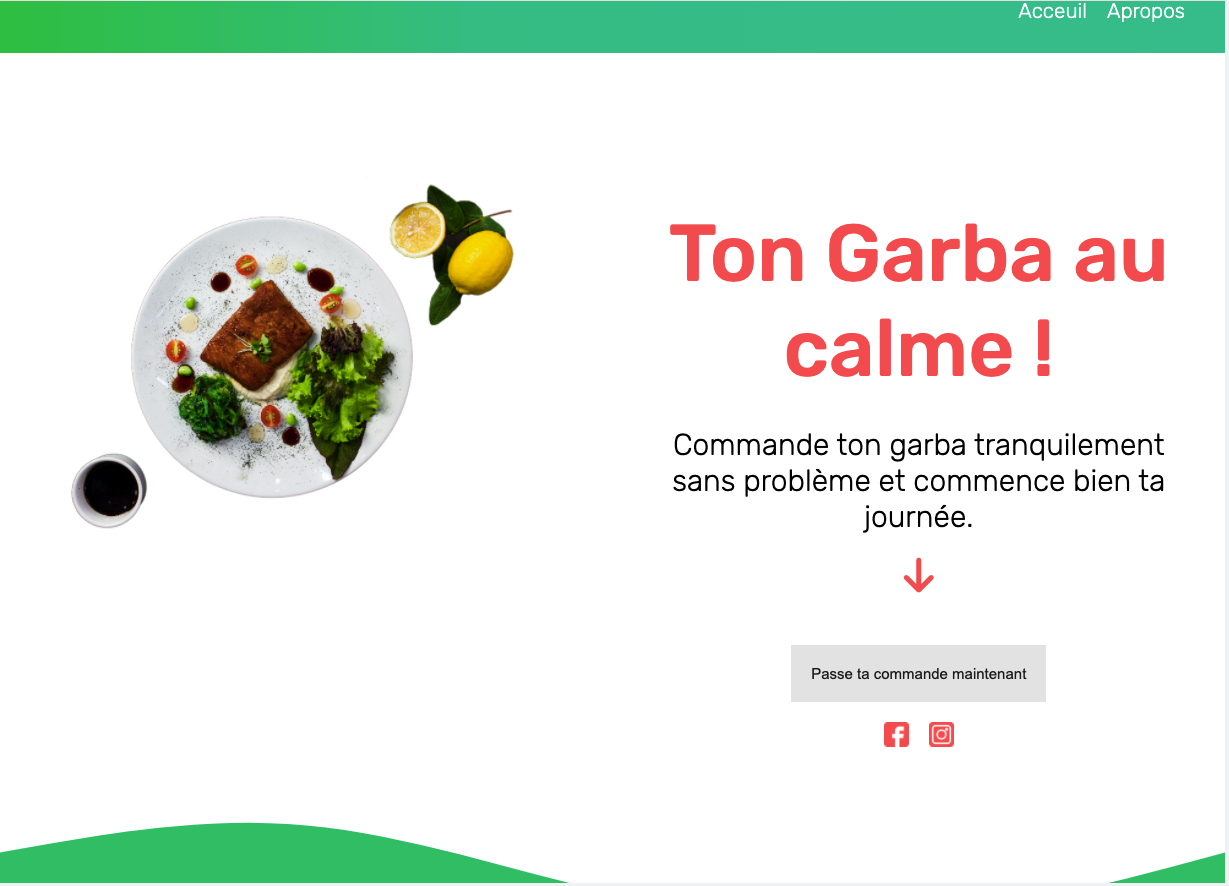 Acceuil Apropos
Ton Garba au
calme !
Commande ton garba tranquilement
sans problème et commence bien ta
journée.
Passe ta commande maintenant